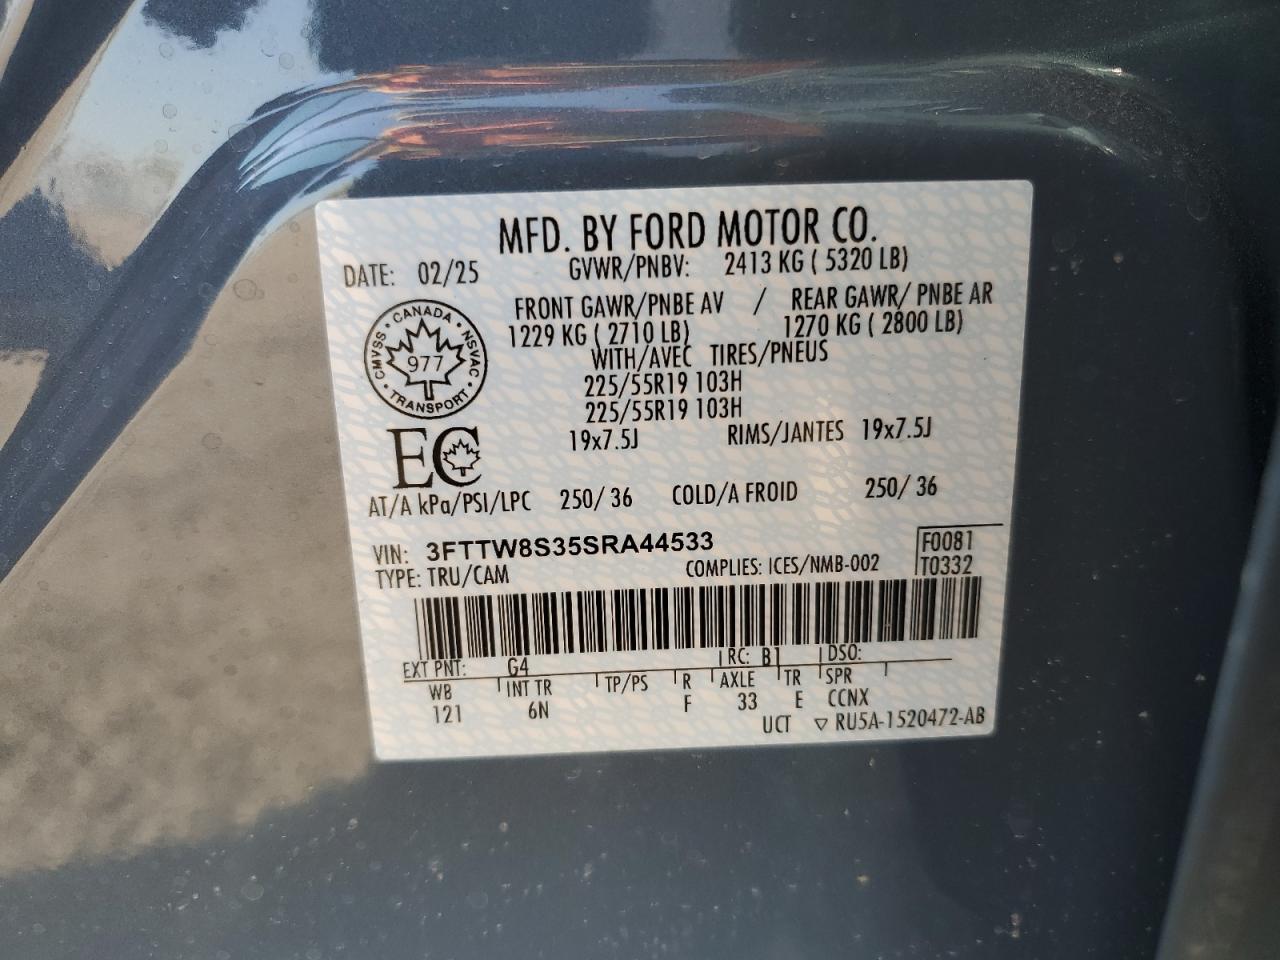 MFD. BY FORD MOTOR CO.
DATE: 02/25
GVWR/PNBV: 2413 KG ( 5320 LB)
FRONT GAWR/PNBE AV / REAR GAWR/ PNBE AR
1229 KG ( 2710 LB) 1270 KG ( 2800 LB)
WITH/AVEC TIRES/PNEUS
225/55R19 103H
225/55R19 103H
19x7.5J RIMS/JANTES 19x7.5J
CMVSS • CANADA • NSVAC • TRANSPORT •
977
EC
AT/A kPa/PSI/LPC 250/ 36 COLD/A FROID 250/ 36
VIN: 3FTTW8S35SRA44533
TYPE: TRU/CAM COMPLIES: ICES/NMB-002
F0081
T0332
EXT PNT: G4 RC: B1 DSO:
WB INT TR TP/PS R AXLE TR SPR
121 6N F 33 E CCNX
UCT ▽ RU5A-1520472-AB